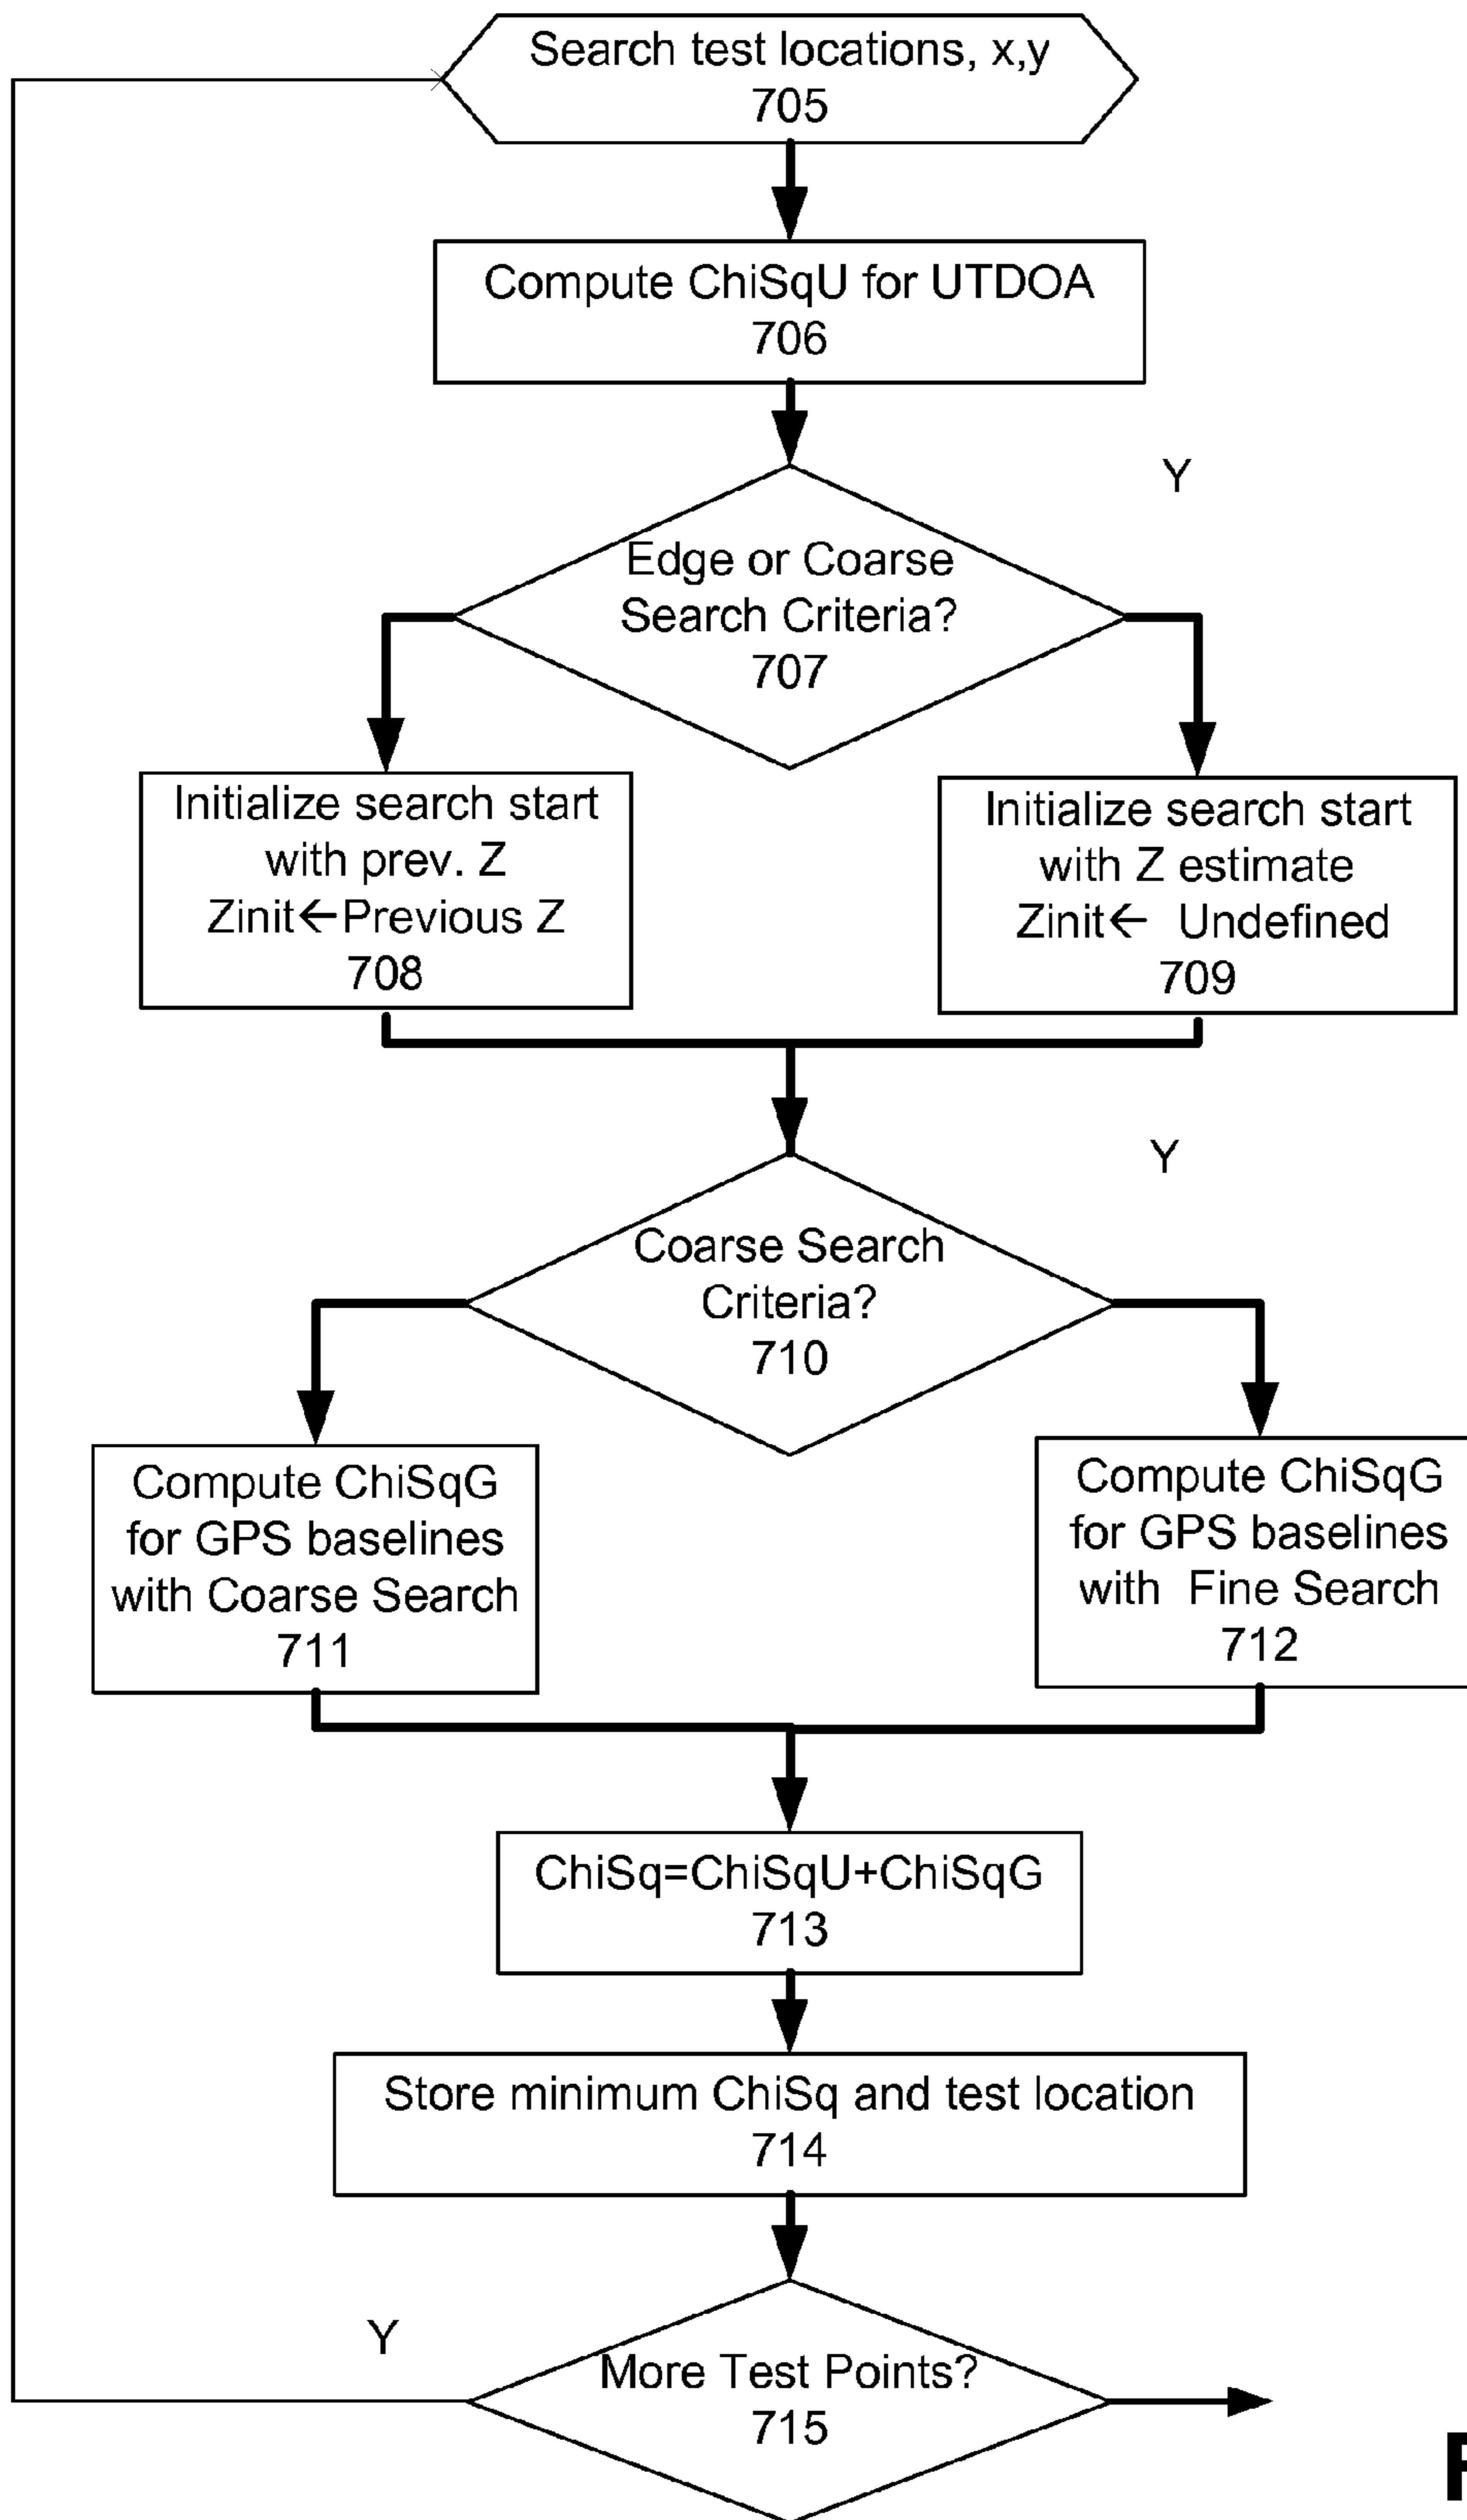 Search test locations, x,y
705
Compute ChiSqU for UTDOA
706
Y
Edge or Coarse
Search Criteria?
707
Initialize search start
with prev. Z
Zinit←Previous Z
708
Initialize search start
with Z estimate
Zinit← Undefined
709
Y
Coarse Search
Criteria?
710
Compute ChiSqG
for GPS baselines
with Coarse Search
711
Compute ChiSqG
for GPS baselines
with Fine Search
712
ChiSq=ChiSqU+ChiSqG
713
Store minimum ChiSq and test location
714
Y
More Test Points?
715